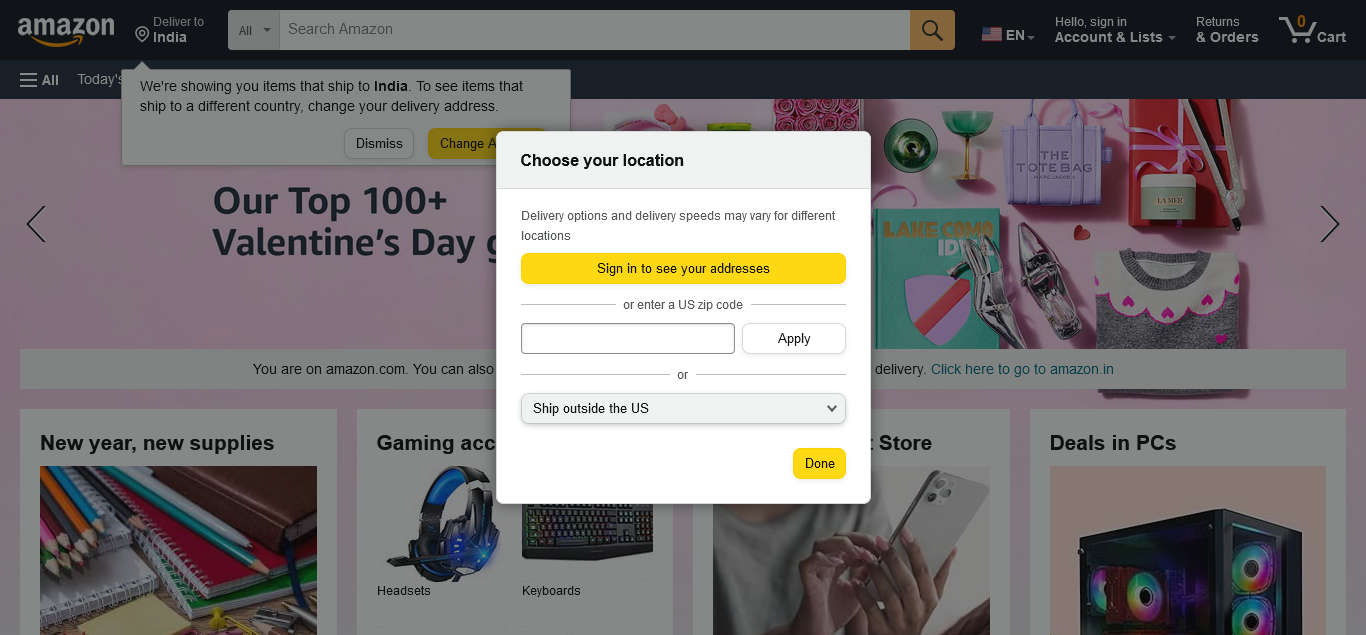 amazon
Deliver to
India
All
Search Amazon
EN
Hello, sign in
Account & Lists
Returns
& Orders
0
Cart
All
Today's
We're showing you items that ship to India. To see items that
ship to a different country, change your delivery address.
Dismiss
Change A
Choose your location
Delivery options and delivery speeds may vary for different
locations
Sign in to see your addresses
or enter a US zip code
Apply
or
Ship outside the US
Done
Our Top 100+
Valentine's Day g
THE
TOTE BAG
MARC JACOBS
LA MER
LAKE COMO
IDYLL
You are on amazon.com. You can also
delivery. Click here to go to amazon.in
New year, new supplies
Gaming acc
t Store
Deals in PCs
Headsets
Keyboards